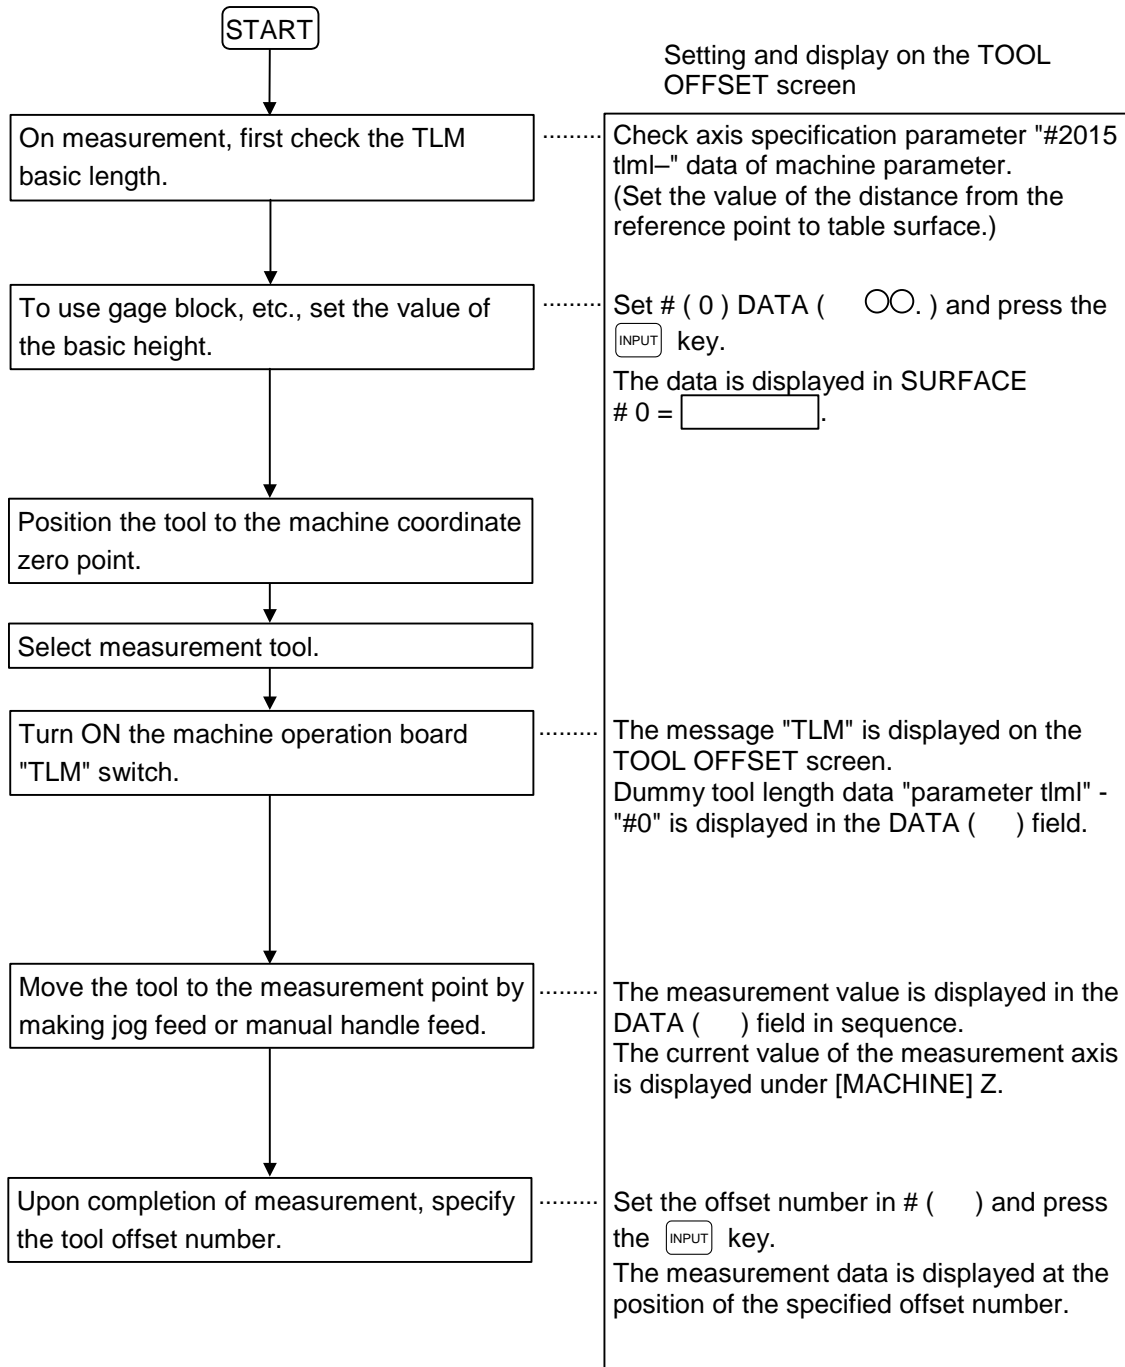 START
Setting and display on the TOOL
OFFSET screen
On measurement, first check the TLM
basic length.
.........
Check axis specification parameter "#2015
tlml–" data of machine parameter.
(Set the value of the distance from the
reference point to table surface.)
To use gage block, etc., set the value of
the basic height.
.........
Set # ( 0 ) DATA (     ○○. ) and press the
INPUT key.
The data is displayed in SURFACE
# 0 =          .
Position the tool to the machine coordinate
zero point.
Select measurement tool.
Turn ON the machine operation board
"TLM" switch.
.........
The message "TLM" is displayed on the
TOOL OFFSET screen.
Dummy tool length data "parameter tlml" -
"#0" is displayed in the DATA (     ) field.
Move the tool to the measurement point by
making jog feed or manual handle feed.
.........
The measurement value is displayed in the
DATA (     ) field in sequence.
The current value of the measurement axis
is displayed under [MACHINE] Z.
Upon completion of measurement, specify
the tool offset number.
.........
Set the offset number in # (     ) and press
the INPUT key.
The measurement data is displayed at the
position of the specified offset number.